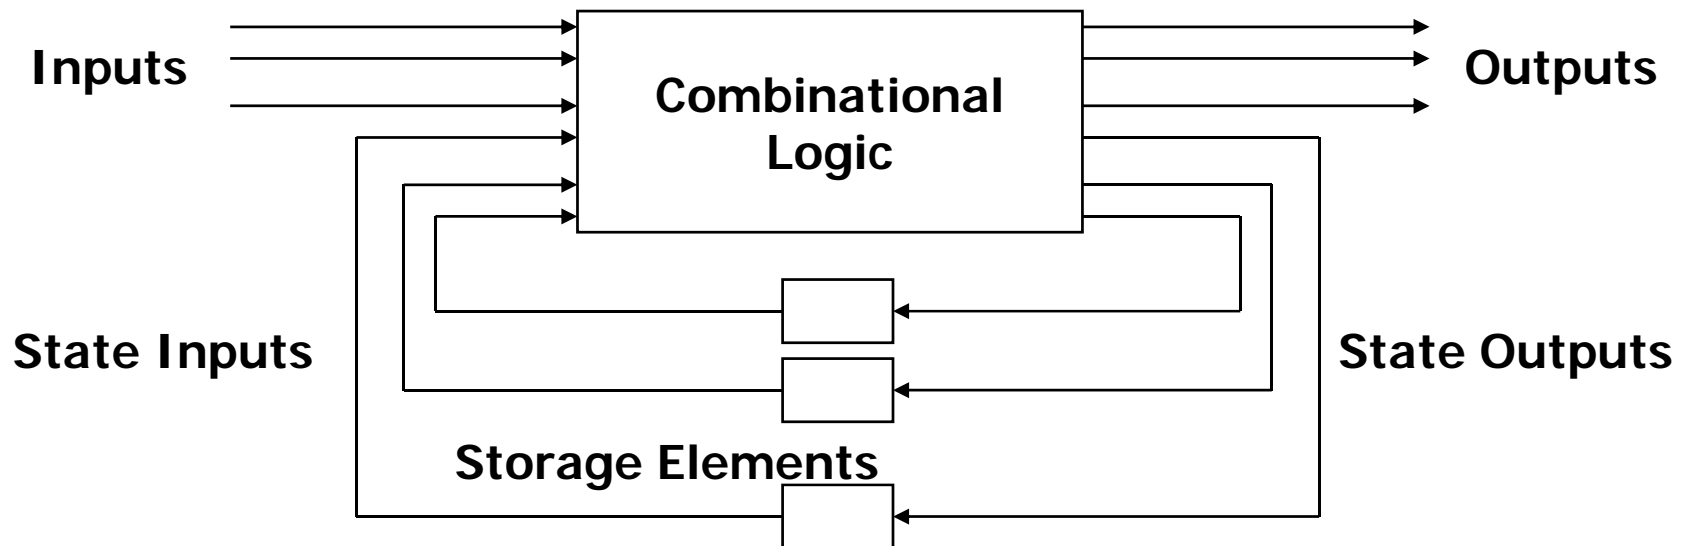 Inputs
Combinational
Logic
Outputs
State Inputs
State Outputs
Storage Elements